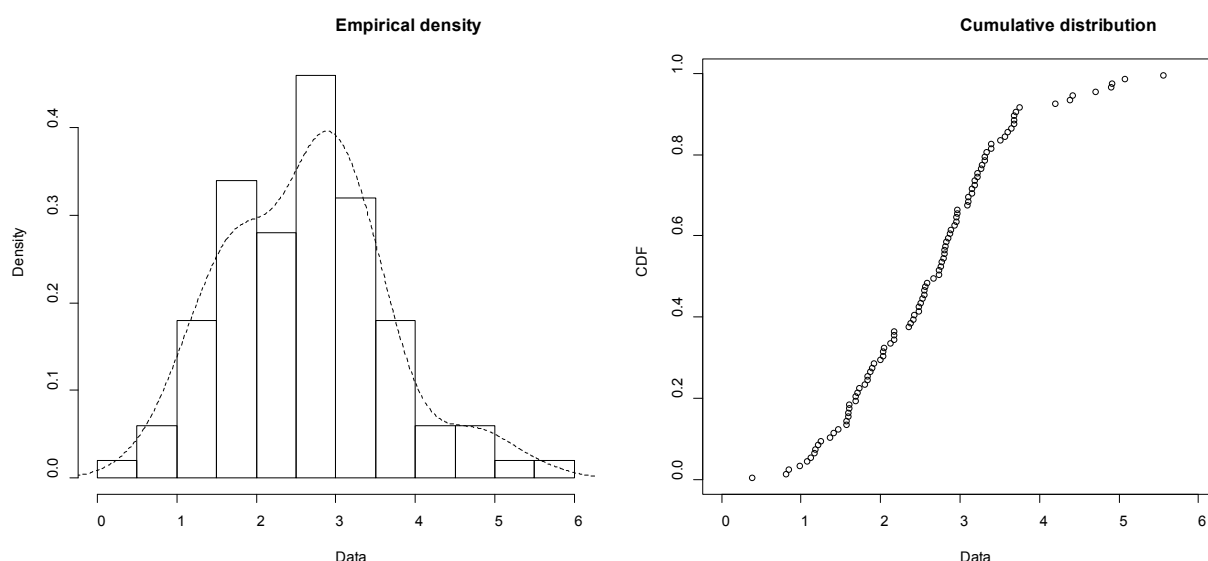 Empirical density
Density
0.0 0.1 0.2 0.3 0.4
0 1 2 3 4 5 6
Data
Cumulative distribution
CDF
0.0 0.2 0.4 0.6 0.8 1.0
0 1 2 3 4 5 6
Data